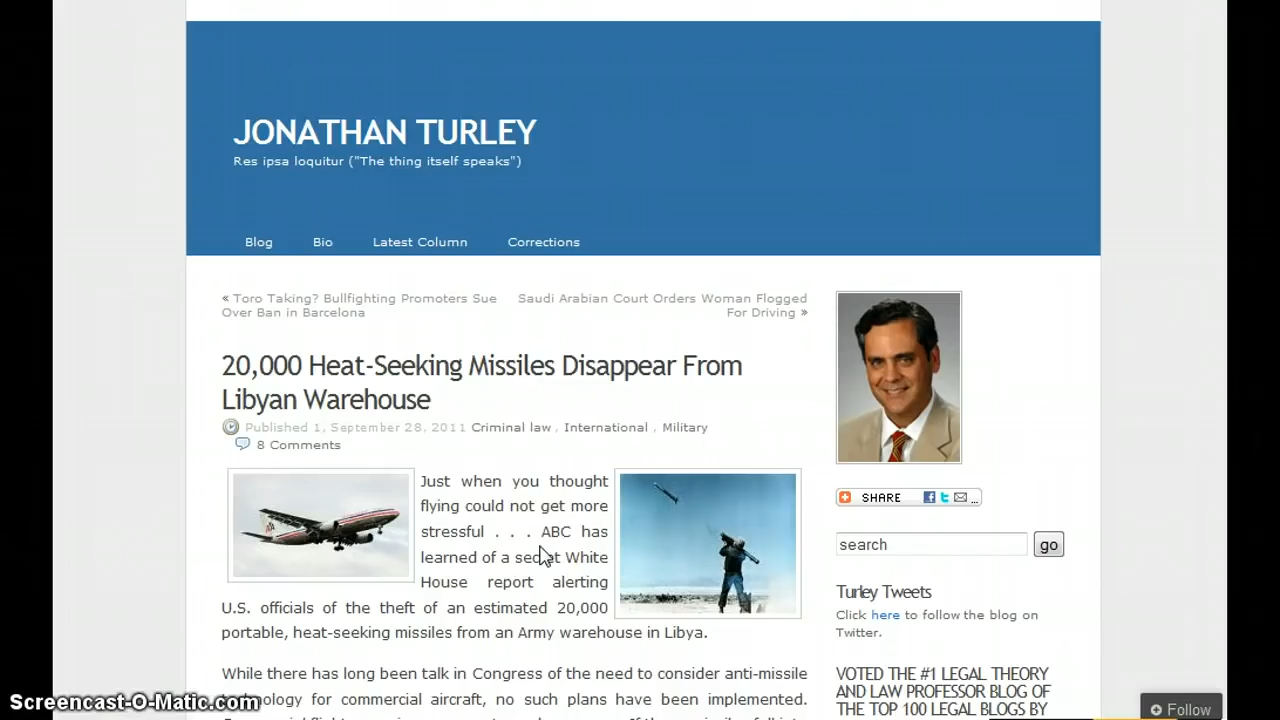 JONATHAN TURLEY
Res ipsa loquitur ("The thing itself speaks")
Blog Bio Latest Column Corrections
« Toro Taking? Bullfighting Promoters Sue
Over Ban in Barcelona
Saudi Arabian Court Orders Woman Flogged
For Driving »
20,000 Heat-Seeking Missiles Disappear From
Libyan Warehouse
Published 1, September 28, 2011 Criminal law , International , Military
8 Comments
Just when you thought
flying could not get more
stressful . . . ABC has
learned of a secret White
House report alerting
U.S. officials of the theft of an estimated 20,000
portable, heat-seeking missiles from an Army warehouse in Libya.
While there has long been talk in Congress of the need to consider anti-missile
technology for commercial aircraft, no such plans have been implemented.
SHARE
search go
Turley Tweets
Click here to follow the blog on
Twitter.
VOTED THE #1 LEGAL THEORY
AND LAW PROFESSOR BLOG OF
THE TOP 100 LEGAL BLOGS BY
Follow
Screencast-O-Matic.com